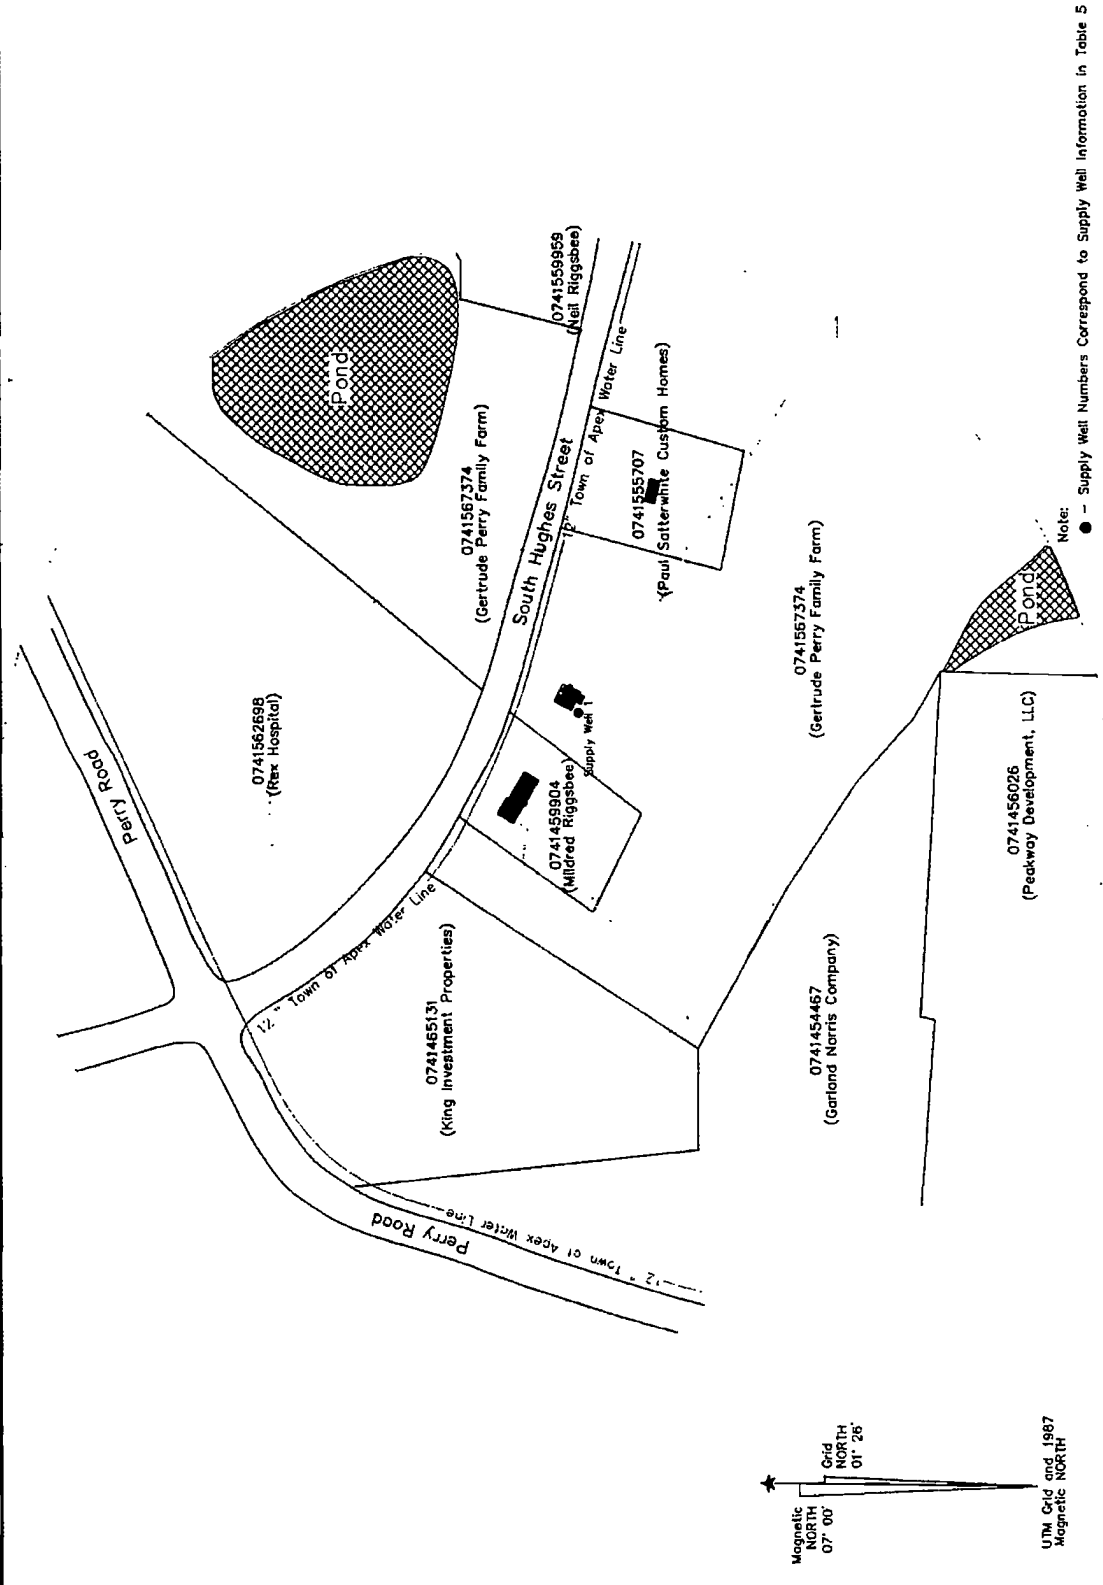 Perry Road
0741562698
(Rex Hospital)
Pond
0741567374
(Gertrude Perry Family Farm)
0741559959
(Neil Riggsbee)
South Hughes Street
12" Town of Apex Water Line
12" Town of Apex Water Line
0741555707
(Paul Satterwhite Custom Homes)
Supply Well 1
0741459904
(Mildred Riggsbee)
0741465131
(King Investment Properties)
Perry Road
12" Town of Apex Water Line
0741567374
(Gertrude Perry Family Farm)
0741454467
(Garland Norris Company)
Pond
0741456026
(Peakway Development, LLC)
Magnetic
NORTH
07° 00'
Grid
NORTH
01° 26'
UTM Grid and 1987
Magnetic NORTH
Note:
● - Supply Well Numbers Correspond to Supply Well Information in Table 5